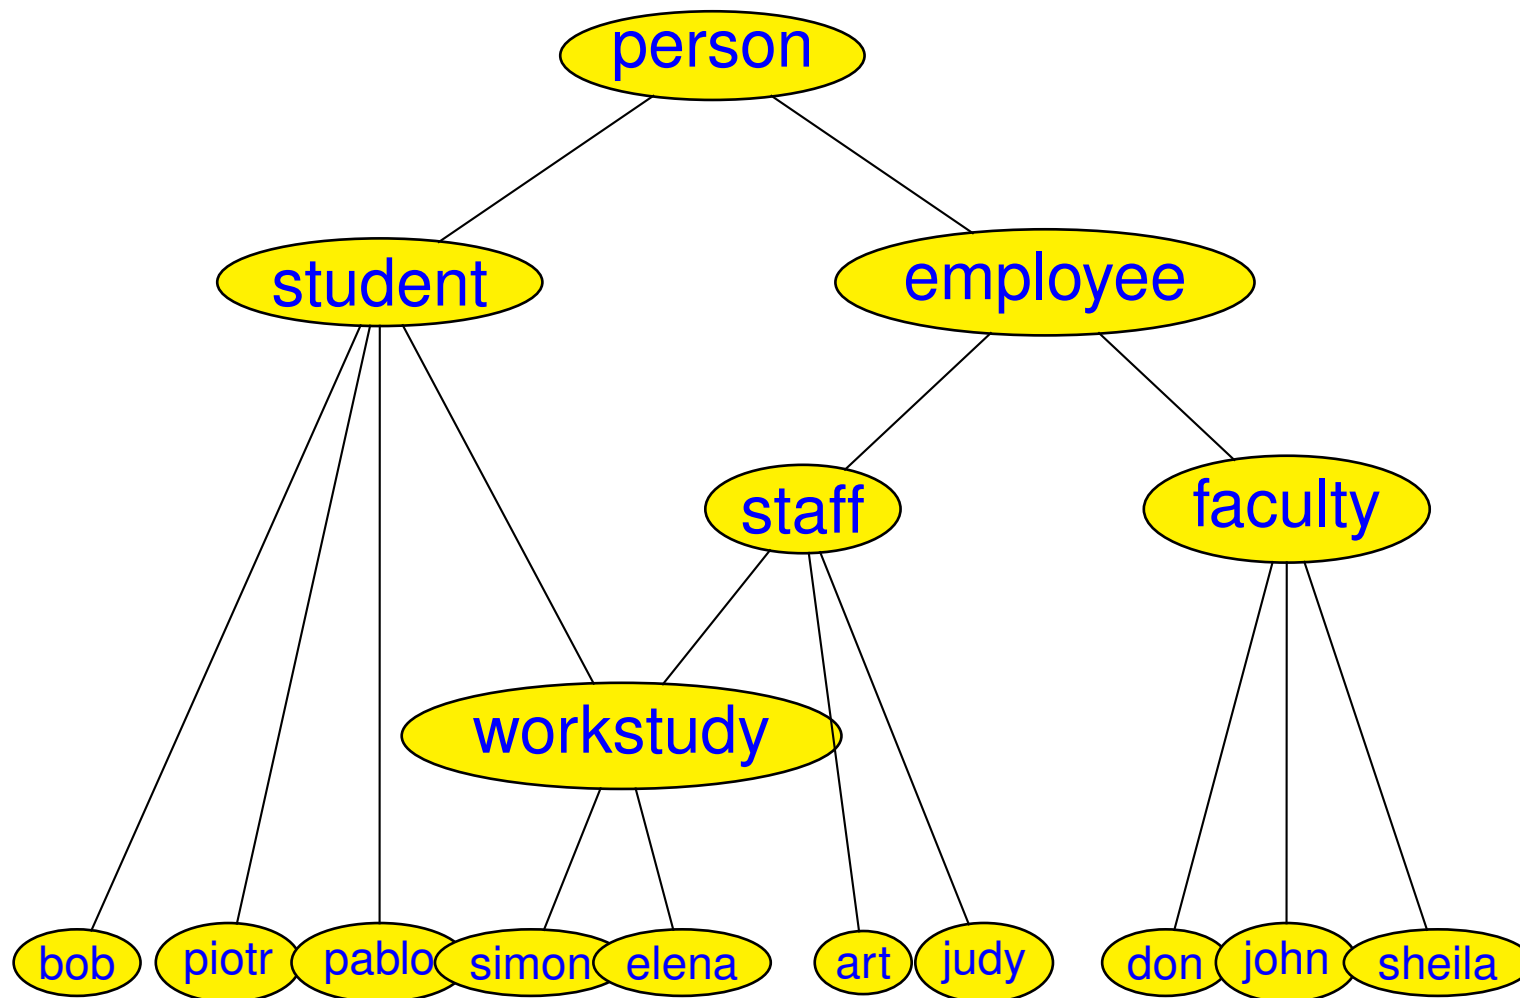 person
student
employee
staff
faculty
workstudy
bob
piotr
pablo
simon
elena
art
judy
don
john
sheila